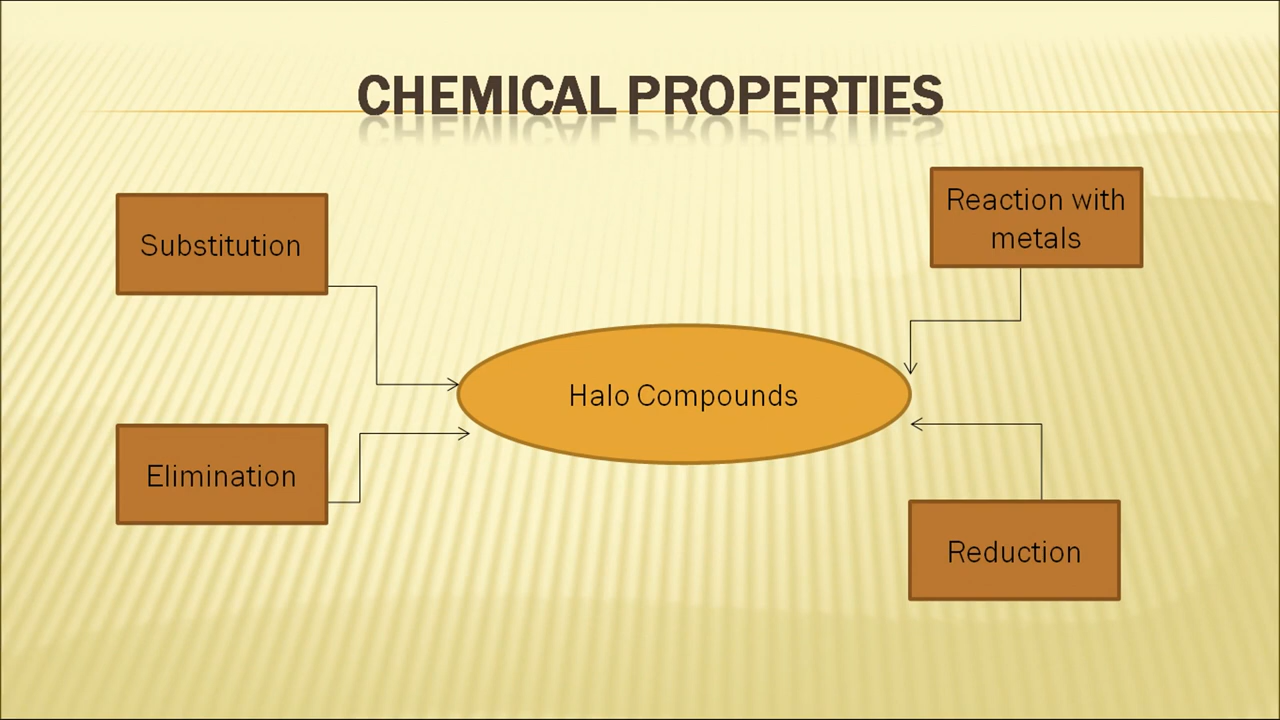 CHEMICAL PROPERTIES
Substitution
Reaction with
metals
Halo Compounds
Elimination
Reduction